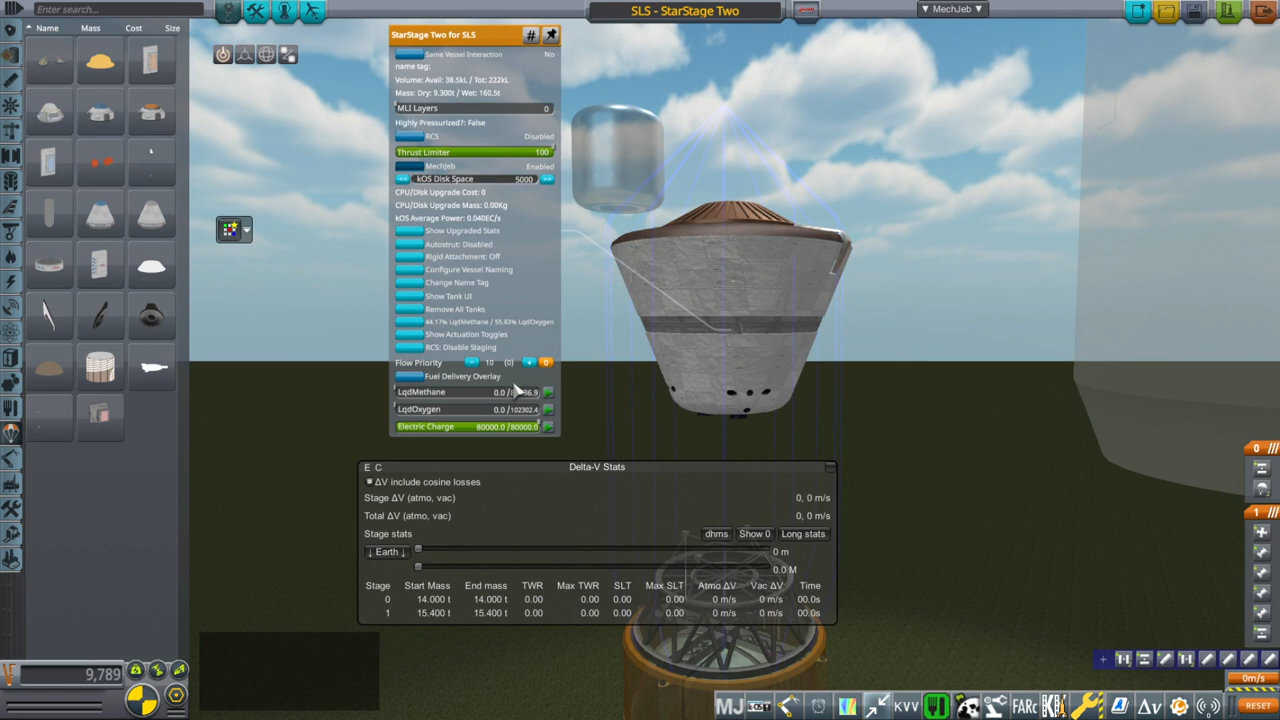 Enter search...
SLS - StarStage Two
▼ MechJeb ▼
Name Mass Cost Size
StarStage Two for SLS
#
Same Vessel Interaction No
name tag:
Volume: Avail: 38.5kL / Tot: 222kL
Mass: Dry: 9.300t / Wet: 160.5t
MLI Layers 0
Highly Pressurized?: False
RCS Disabled
Thrust Limiter 100
MechJeb Enabled
<< kOS Disk Space 5000 >>
CPU/Disk Upgrade Cost: 0
CPU/Disk Upgrade Mass: 0.00Kg
kOS Average Power: 0.040EC/s
Show Upgraded Stats
Autostrut: Disabled
Rigid Attachment: Off
Configure Vessel Naming
Change Name Tag
Show Tank UI
Remove All Tanks
44.17% LqdMethane / 55.83% LqdOxygen
Show Actuation Toggles
RCS: Disable Staging
Flow Priority - 10 (0) + 0
Fuel Delivery Overlay
LqdMethane 0.0 /
LqdOxygen 0.0 /102302.4
Electric Charge 80000.0 /80000.0
E C Delta-V Stats
ΔV include cosine losses
Stage ΔV (atmo, vac) 0, 0 m/s
Total ΔV (atmo, vac) 0, 0 m/s
Stage stats dhms Show 0 Long stats
↓ Earth ↓ 0 m
0.0 M
Stage Start Mass End mass TWR Max TWR SLT Max SLT Atmo ΔV Vac ΔV Time
0 14.000 t 14.000 t 0.00 0.00 0.00 0.00 0 m/s 0 m/s 00.0s
1 15.400 t 15.400 t 0.00 0.00 0.00 0.00 0 m/s 0 m/s 00.0s
0
1
9,789
0m/s
MJ KVV FARc Δv RESET